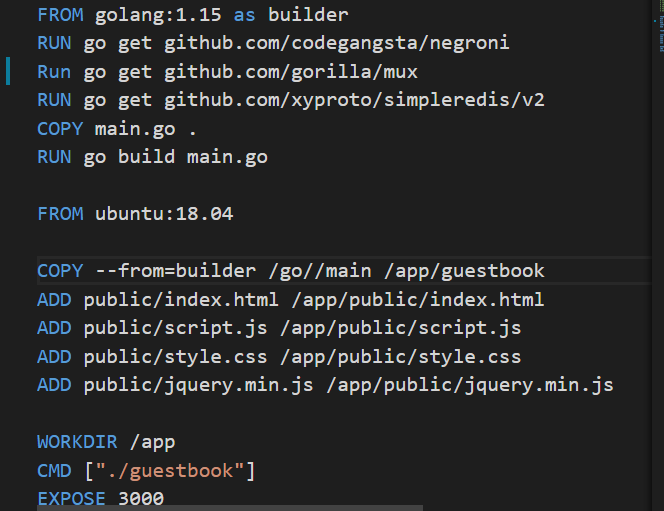 FROM golang:1.15 as builder
RUN go get github.com/codegangsta/negroni
Run go get github.com/gorilla/mux
RUN go get github.com/xyproto/simpleredis/v2
COPY main.go .
RUN go build main.go
FROM ubuntu:18.04
COPY --from=builder /go//main /app/guestbook
ADD public/index.html /app/public/index.html
ADD public/script.js /app/public/script.js
ADD public/style.css /app/public/style.css
ADD public/jquery.min.js /app/public/jquery.min.js
WORKDIR /app
CMD ["./guestbook"]
EXPOSE 3000